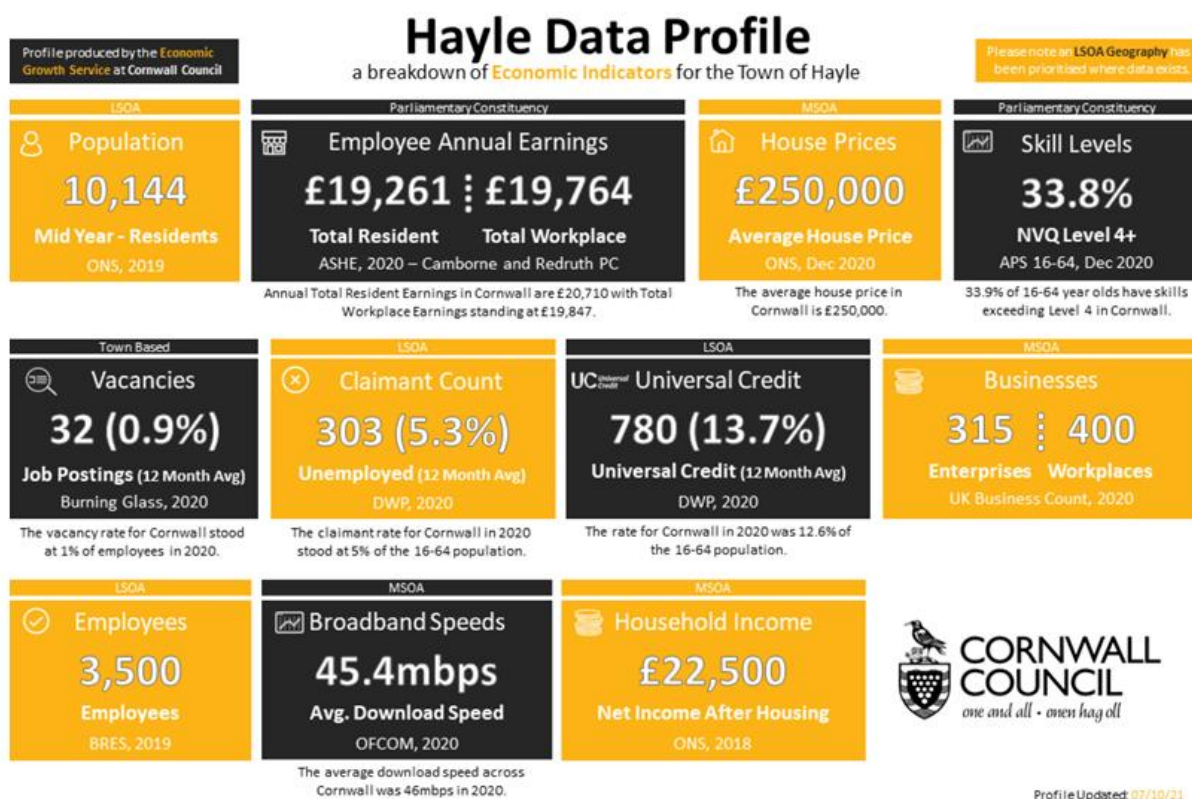 Hayle Data Profile
a breakdown of Economic Indicators for the Town of Hayle
Profile produced by the Economic
Growth Service at Cornwall Council
Please note an LSOA Geography has
been prioritised where data exists.
LSOA
Population
10,144
Mid Year - Residents
ONS, 2019
Parliamentary Constituency
Employee Annual Earnings
£19,261 £19,764
Total Resident Total Workplace
ASHE, 2020 – Camborne and Redruth PC
Annual Total Resident Earnings in Cornwall are £20,710 with Total
Workplace Earnings standing at £19,847.
MSOA
House Prices
£250,000
Average House Price
ONS, Dec 2020
The average house price in
Cornwall is £250,000.
Parliamentary Constituency
Skill Levels
33.8%
NVQ Level 4+
APS 16-64, Dec 2020
33.9% of 16-64 year olds have skills
exceeding Level 4 in Cornwall.
Town Based
Vacancies
32 (0.9%)
Job Postings (12 Month Avg)
Burning Glass, 2020
The vacancy rate for Cornwall stood
at 1% of employees in 2020.
LSOA
Claimant Count
303 (5.3%)
Unemployed (12 Month Avg)
DWP, 2020
The claimant rate for Cornwall in 2020
stood at 5% of the 16-64 population.
LSOA
UC Universal Credit Universal Credit
780 (13.7%)
Universal Credit (12 Month Avg)
DWP, 2020
The rate for Cornwall in 2020 was 12.6% of
the 16-64 population.
MSOA
Businesses
315 400
Enterprises Workplaces
UK Business Count, 2020
LSOA
Employees
3,500
Employees
BRES, 2019
MSOA
Broadband Speeds
45.4mbps
Avg. Download Speed
OFCOM, 2020
The average download speed across
Cornwall was 46mbps in 2020.
MSOA
Household Income
£22,500
Net Income After Housing
ONS, 2018
CORNWALL
COUNCIL
one and all • onen hag oll
Profile Updated: 07/10/21